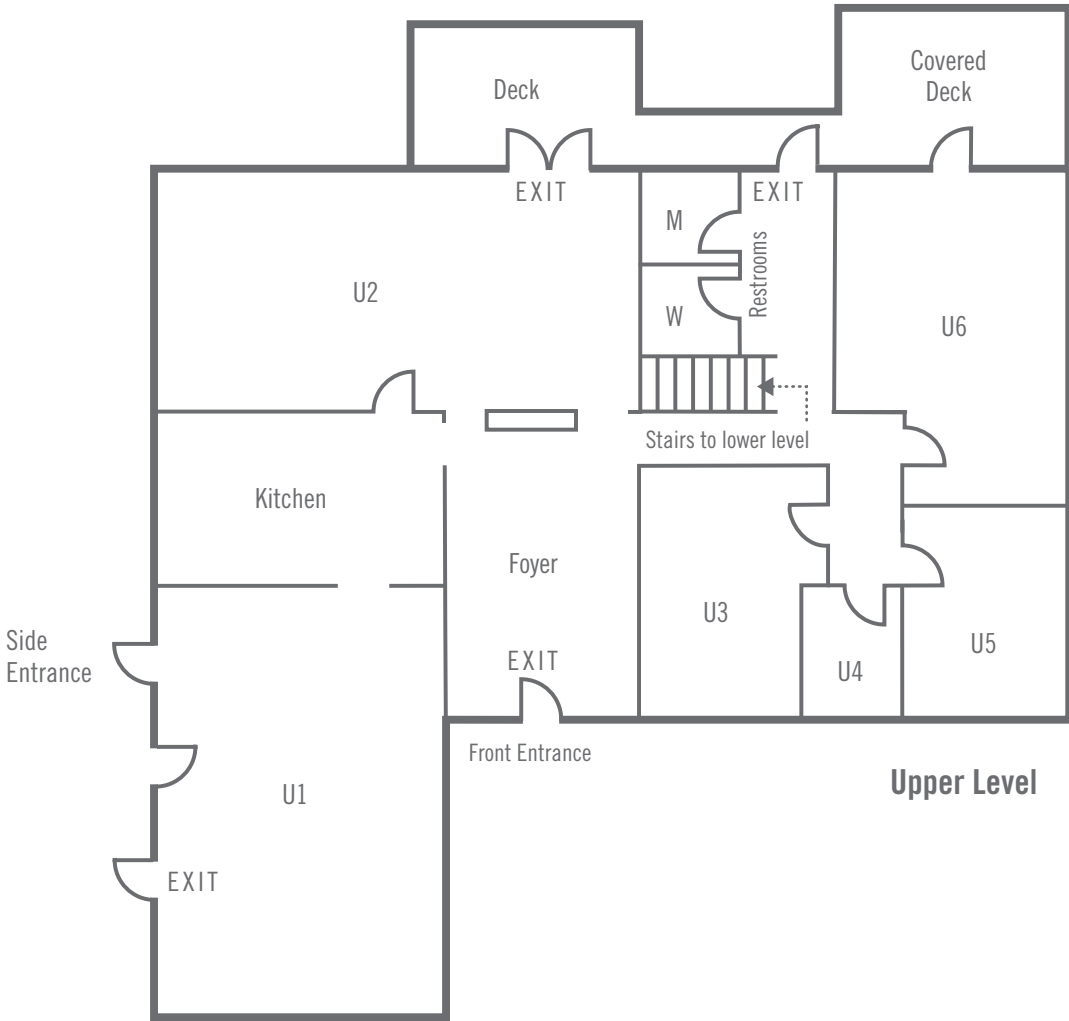 Deck
Covered
Deck
EXIT
EXIT
M
Restrooms
W
U2
U6
Stairs to lower level
Kitchen
Foyer
U3
Side
Entrance
EXIT
U4
U5
Front Entrance
Upper Level
U1
EXIT